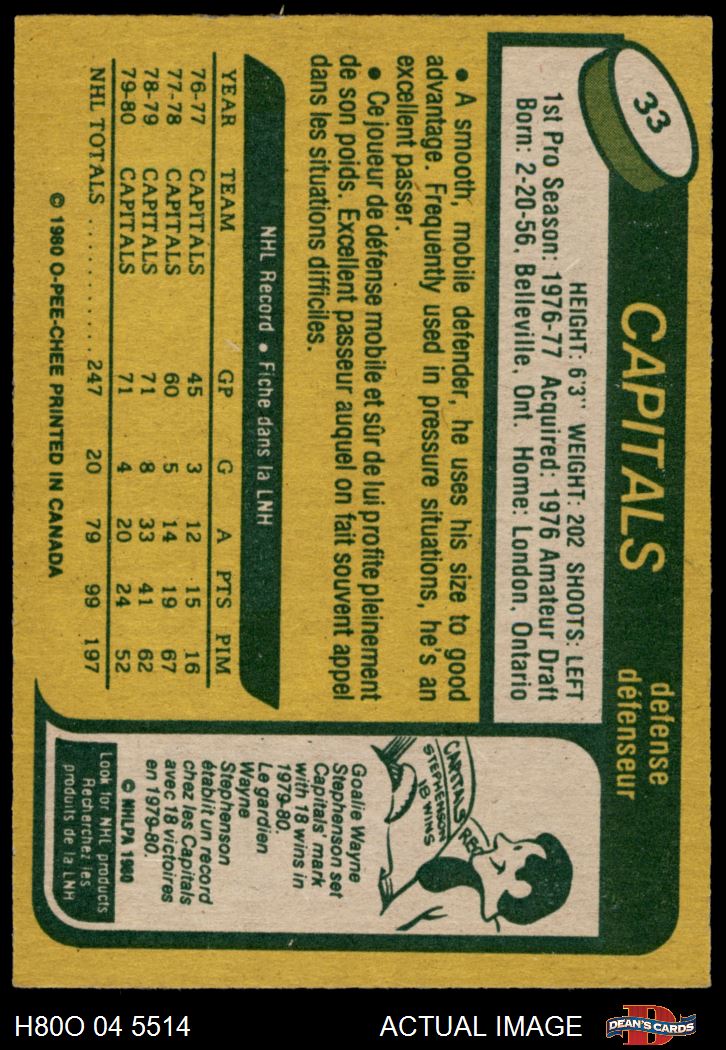 33
CAPITALS
defense
défenseur
HEIGHT: 6'3" WEIGHT: 202 SHOOTS: LEFT
1st Pro Season: 1976-77 Acquired: 1976 Amateur Draft
Born: 2-20-56, Belleville, Ont. Home: London, Ontario
• A smooth, mobile defender, he uses his size to good
advantage. Frequently used in pressure situations, he's an
excellent passer.
• Ce joueur de défense mobile et sûr de lui profite pleinement
de son poids. Excellent passeur auquel on fait souvent appel
dans les situations difficiles.
NHL Record • Fiche dans la LNH
YEAR TEAM GP G A PTS PIM
76-77 CAPITALS 45 3 12 15 16
77-78 CAPITALS 60 5 14 19 67
78-79 CAPITALS 71 8 33 41 62
79-80 CAPITALS 71 4 20 24 52
NHL TOTALS .......... 247 20 79 99 197
© 1980 O-PEE-CHEE PRINTED IN CANADA
CAPITALS REC
STEPHENSON
18 WINS
Goalie Wayne
Stephenson set
Capitals' mark
with 18 wins in
1979-80.
Le gardien
Wayne
Stephenson
établit un record
chez les Capitals
avec 18 victoires
en 1979-80.
© NHLPA 1980
Look for NHL products
Recherchez les
produits de la LNH
H80O 04 5514
ACTUAL IMAGE
D
DEAN'S CARDS